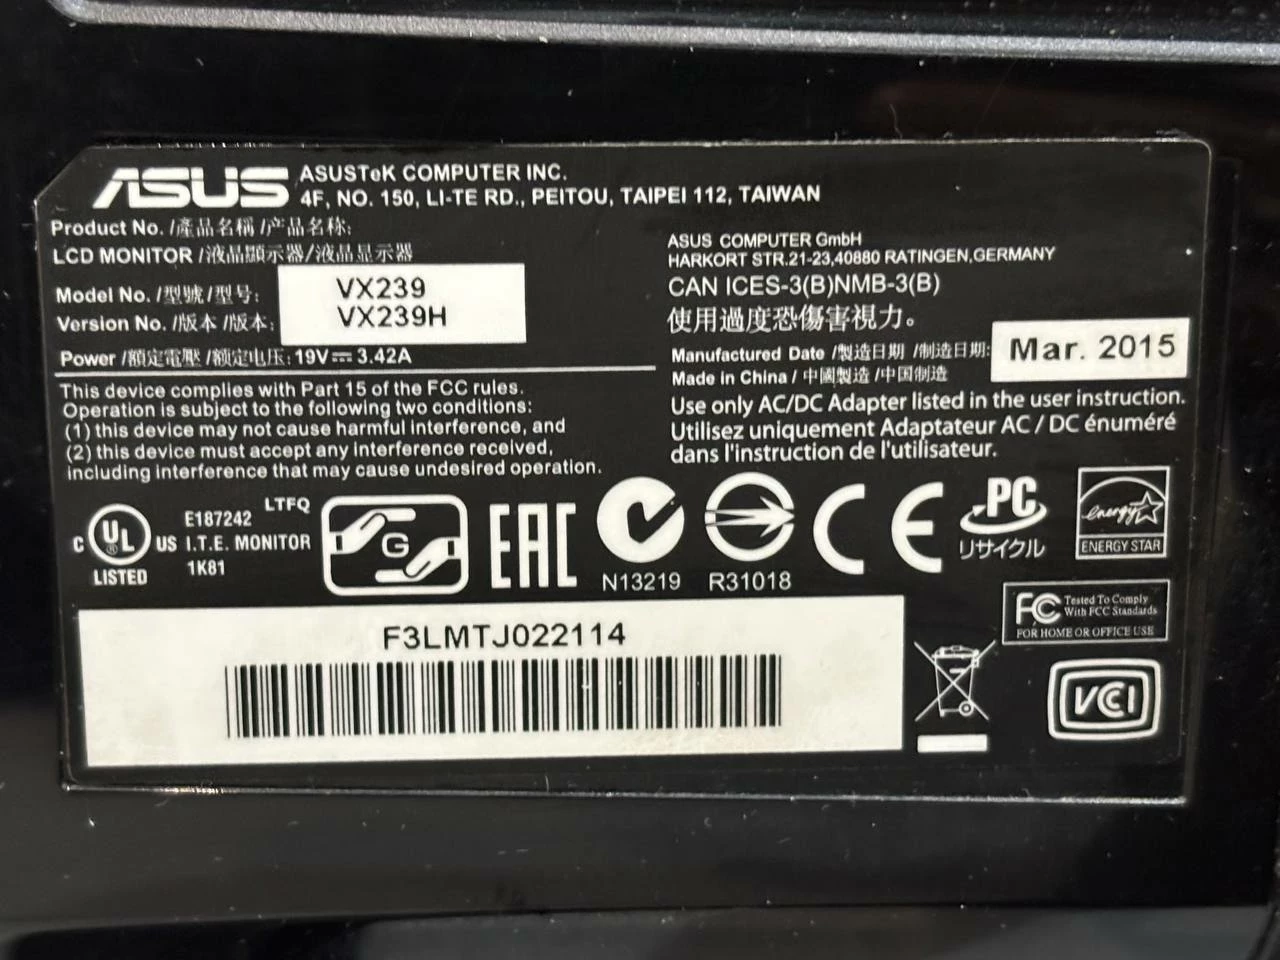 ASUS ASUSTeK COMPUTER INC.
4F, NO. 150, LI-TE RD., PEITOU, TAIPEI 112, TAIWAN
Product No. /產品名稱 /产品名称:
LCD MONITOR /液晶顯示器/液晶显示器
Model No. /型號 /型号: VX239
Version No. /版本 /版本: VX239H
Power /額定電壓 /额定电压: 19V⎓ 3.42A
This device complies with Part 15 of the FCC rules.
Operation is subject to the following two conditions:
(1) this device may not cause harmful interference, and
(2) this device must accept any interference received,
including interference that may cause undesired operation.
ASUS COMPUTER GmbH
HARKORT STR.21-23,40880 RATINGEN,GERMANY
CAN ICES-3(B)NMB-3(B)
使用過度恐傷害視力。
Manufactured Date /製造日期 /制造日期: Mar. 2015
Made in China / 中國製造 /中国制造
Use only AC/DC Adapter listed in the user instruction.
Utilisez uniquement Adaptateur AC / DC énuméré
dans l'instruction de l'utilisateur.
C UL ® US
LISTED
LTFQ
E187242
I.T.E. MONITOR
1K81
G
EAC
N13219
R31018
CE
PC
リサイクル
energy
ENERGY STAR
FC Tested To Comply
With FCC Standards
FOR HOME OR OFFICE USE
F3LMTJ022114
VCCI